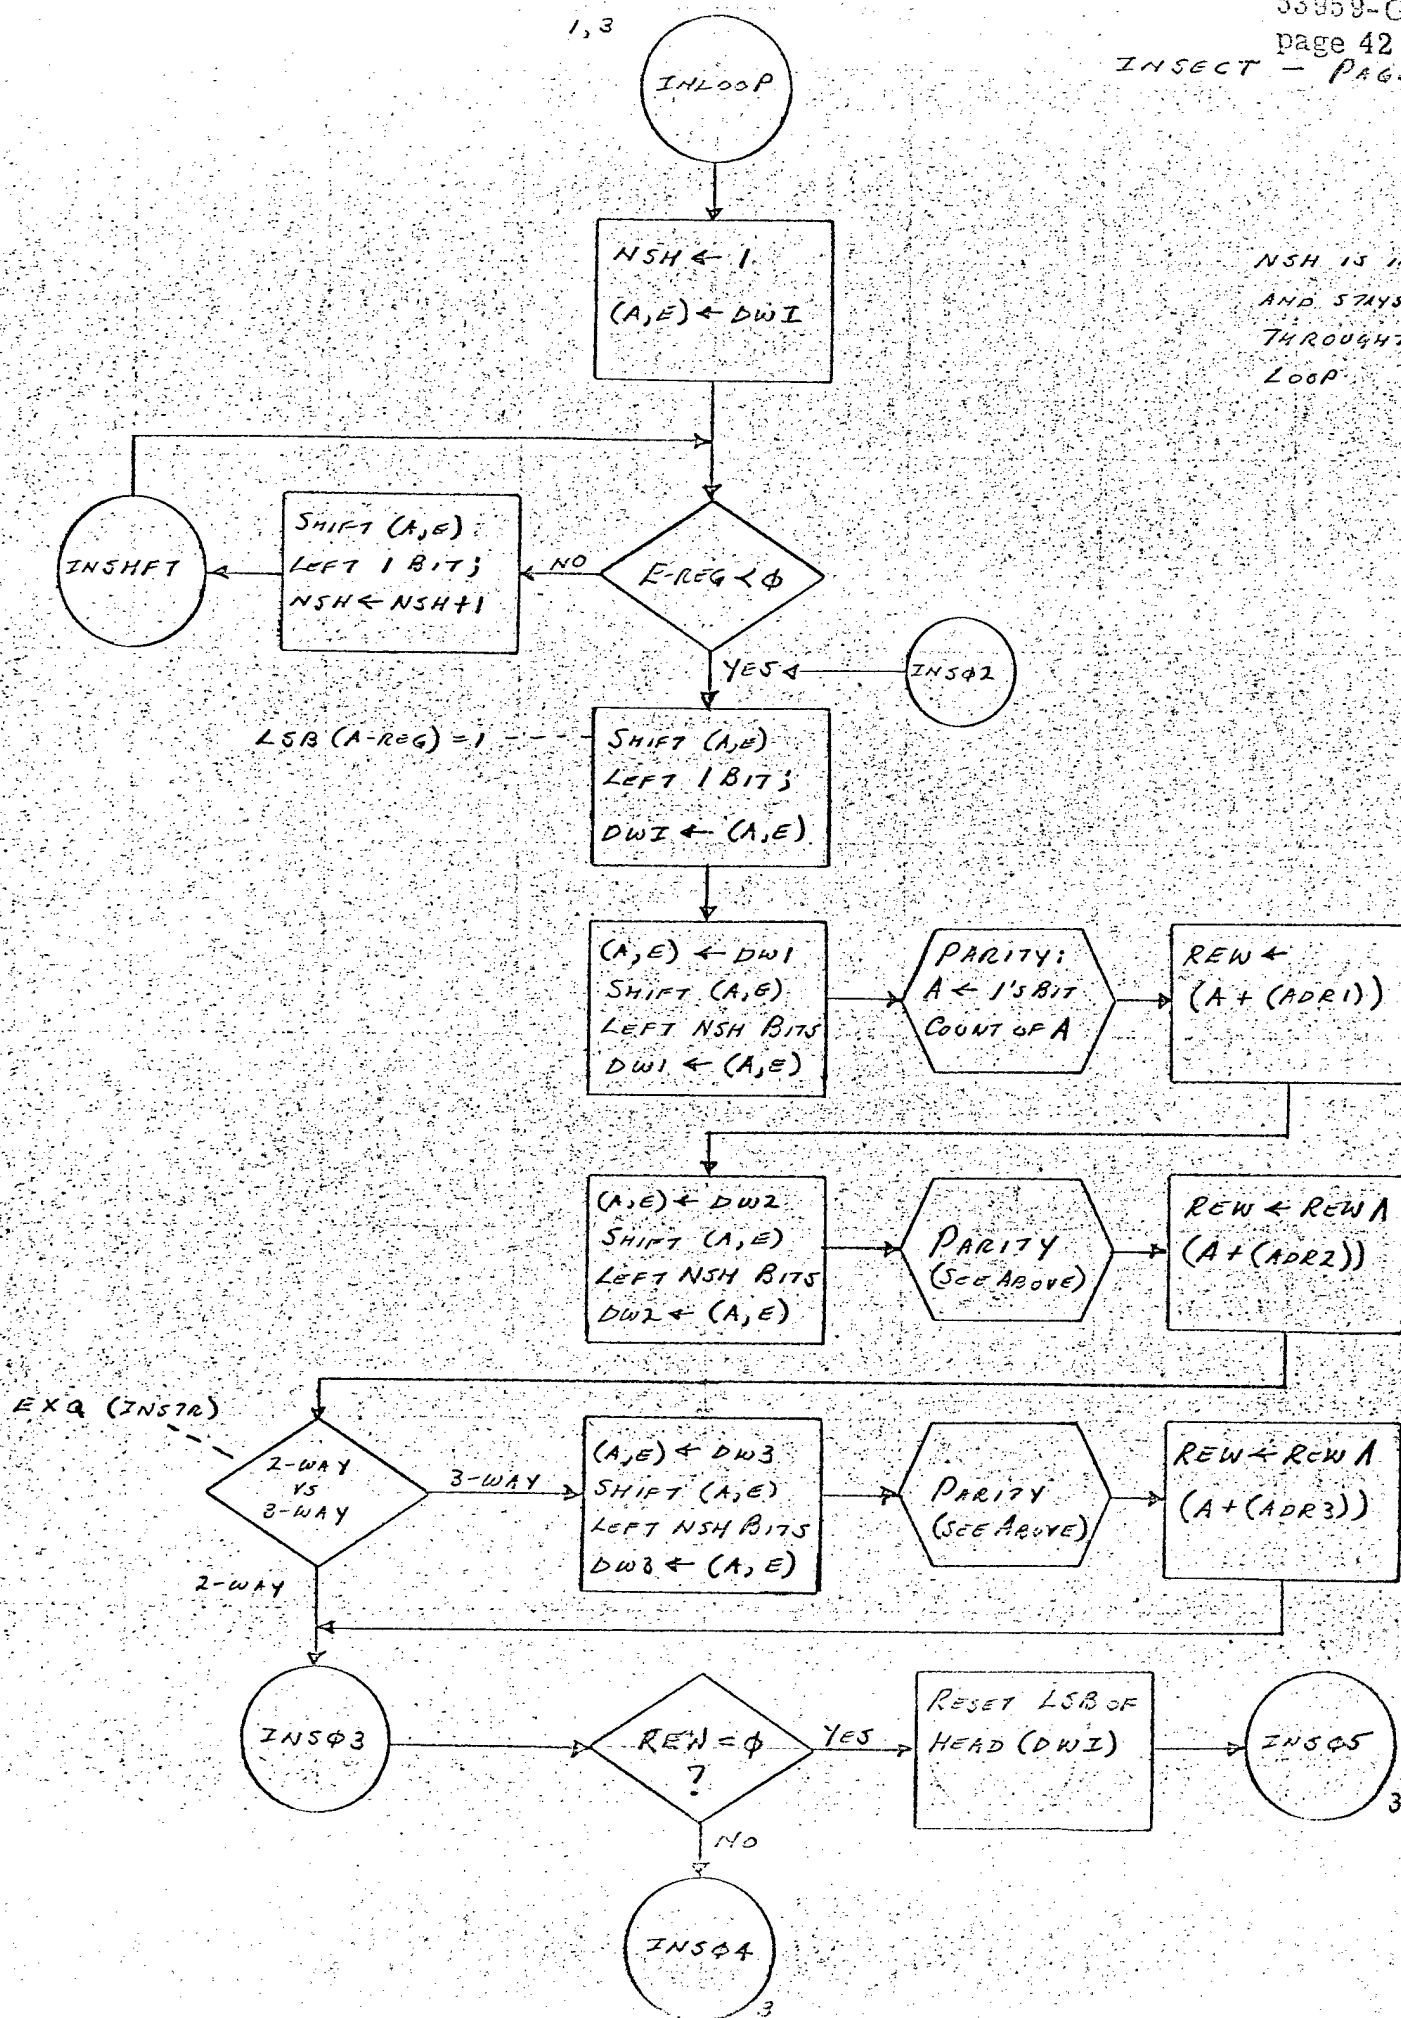 1, 3
page 42
INSECT - PAG
INLOOP
NSH ← 1
(A,E) ← DWI
NSH IS
AND STAYS
THROUGHT
LOOP
INSHFT
SHIFT (A,E)
LEFT 1 BIT;
NSH ← NSH+1
NO
E-REG < φ
YES
INSφ2
LSB (A-REG) = 1
SHIFT (A,E)
LEFT 1 BIT;
DWI ← (A,E)
(A,E) ← DW1
SHIFT (A,E)
LEFT NSH BITS
DW1 ← (A,E)
PARITY:
A ← 1'S BIT
COUNT OF A
REW ←
(A + (ADR1))
(A,E) ← DW2
SHIFT (A,E)
LEFT NSH BITS
DW2 ← (A,E)
PARITY
(SEE ABOVE)
REW ← REW Λ
(A + (ADR2))
EXQ (INSTR)
2-WAY
VS
3-WAY
3-WAY
2-WAY
(A,E) ← DW3
SHIFT (A,E)
LEFT NSH BITS
DW3 ← (A,E)
PARITY
(SEE ABOVE)
REW ← REW Λ
(A + (ADR3))
INSφ3
REW = φ
?
YES
RESET LSB OF
HEAD (DWI)
INSφ5
3
NO
INSφ4
3